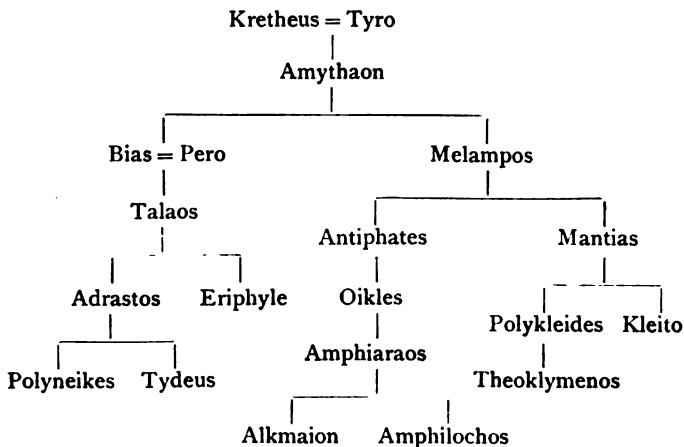 Kretheus = Tyro
Amythaon
Bias = Pero Melampos
Talaos
Antiphates Mantias
Adrastos Eriphyle Oikles
Polykleides Kleito
Amphiaraos
Polyneikes Tydeus Theoklymenos
Alkmaion Amphilochos